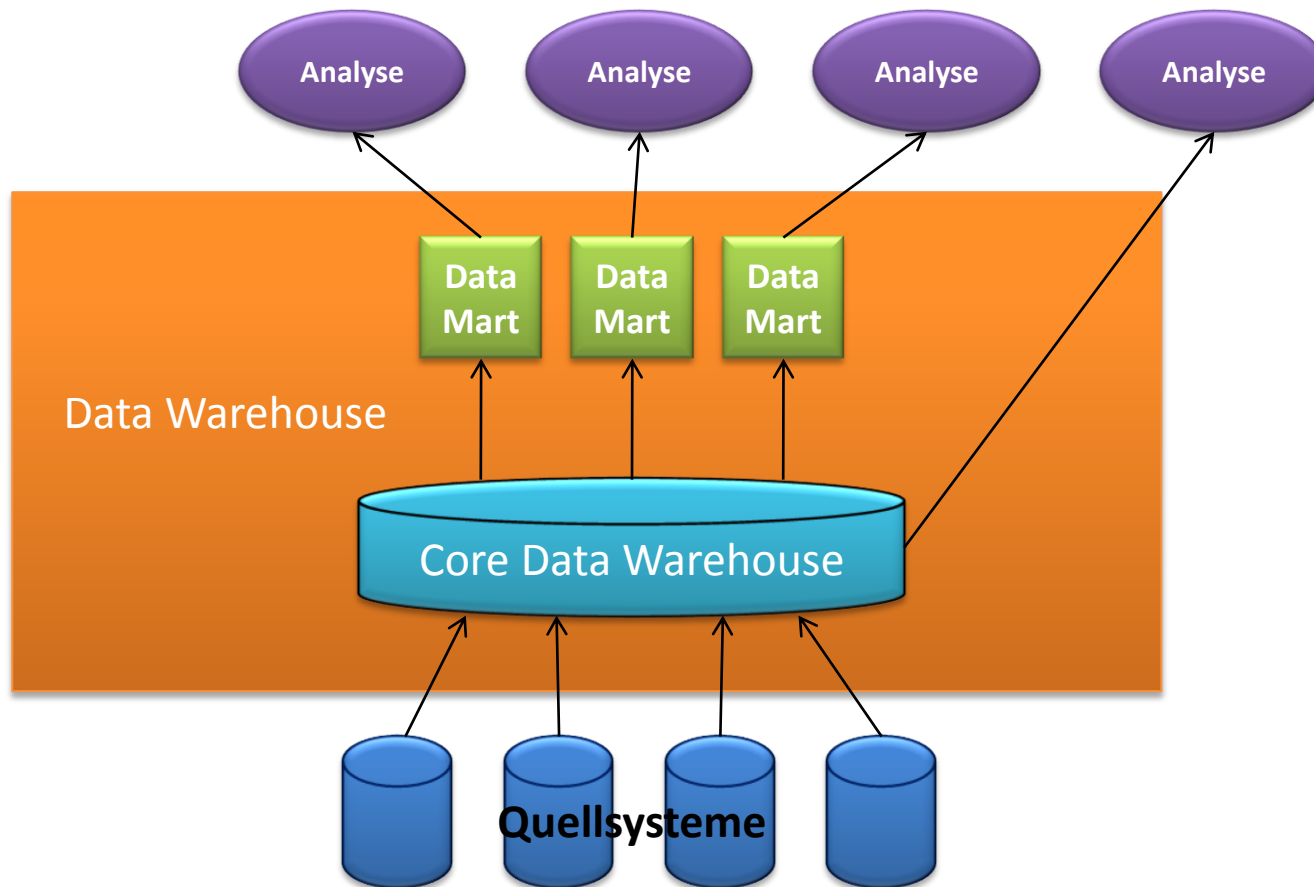 Analyse
Analyse
Analyse
Analyse
Data
Mart
Data
Mart
Data
Mart
Data Warehouse
Core Data Warehouse
Quellsysteme